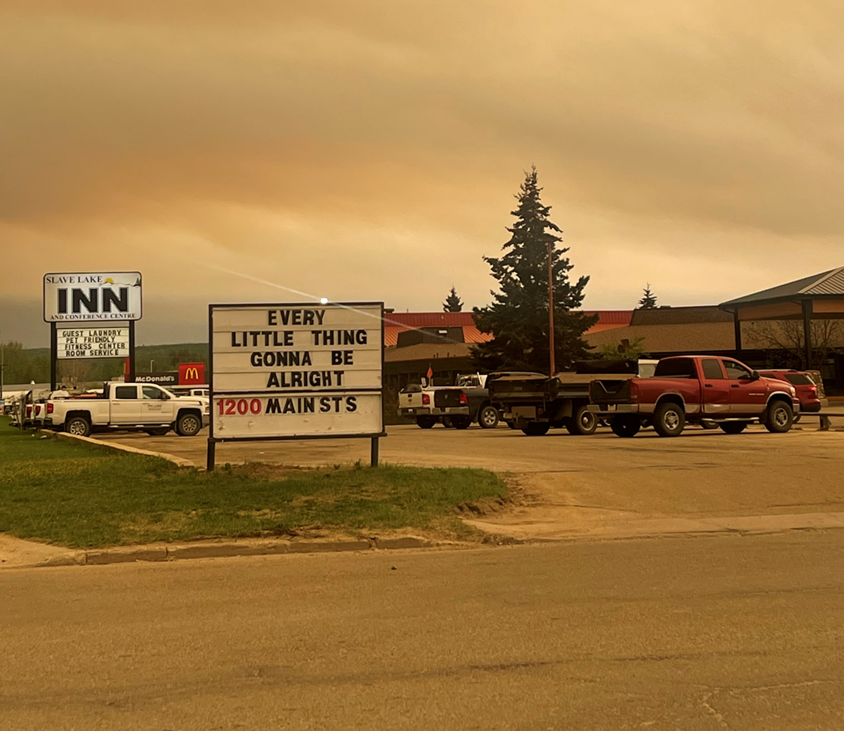 SLAVE LAKE
INN
AND CONFERENCE CENTRE
GUEST LAUNDRY
PET FRIENDLY
FITNESS CENTER
ROOM SERVICE
McDonald's
EVERY
LITTLE THING
GONNA BE
ALRIGHT
1200 MAIN ST S